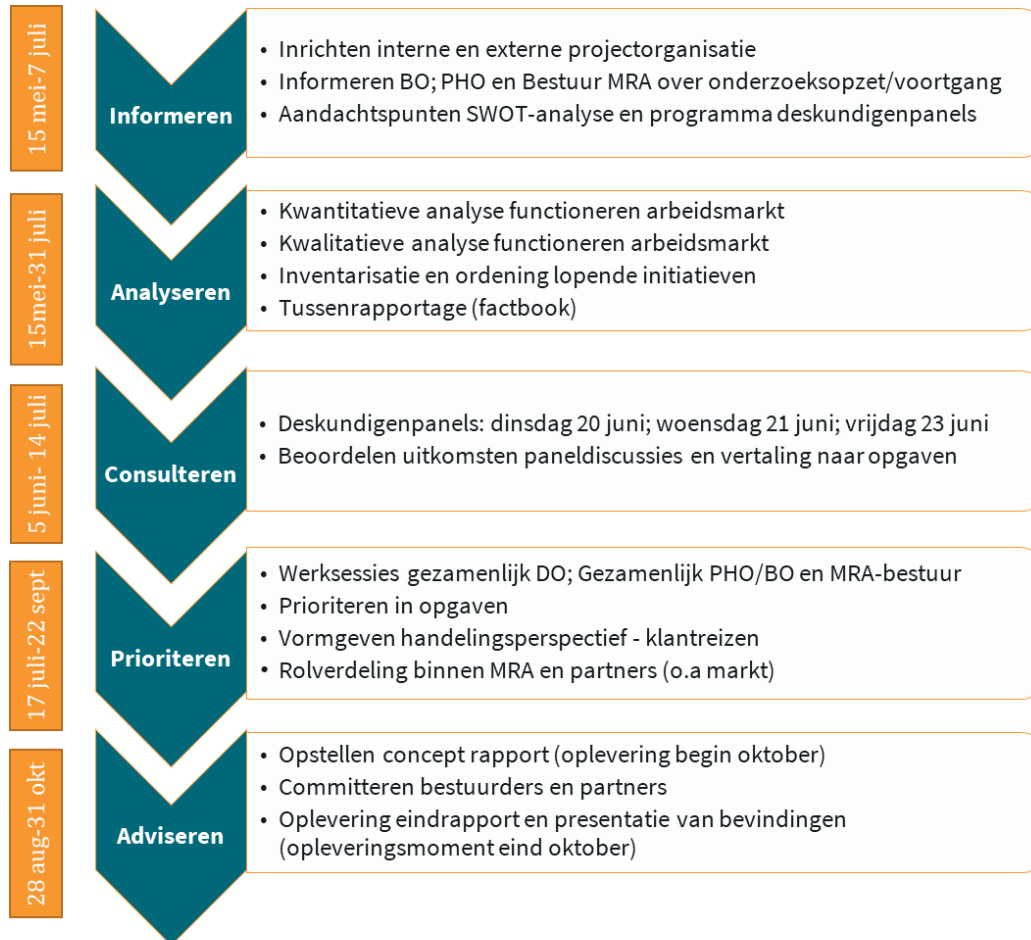 15 mei-7 juli
Informeren
• Inrichten interne en externe projectorganisatie
• Informeren BO; PHO en Bestuur MRA over onderzoeksopzet/voortgang
• Aandachtspunten SWOT-analyse en programma deskundigenpanels
15mei-31 juli
Analyseren
• Kwantitatieve analyse functioneren arbeidsmarkt
• Kwalitatieve analyse functioneren arbeidsmarkt
• Inventarisatie en ordening lopende initiatieven
• Tussenrapportage (factbook)
5 juni- 14 juli
Consulteren
• Deskundigenpanels: dinsdag 20 juni; woensdag 21 juni; vrijdag 23 juni
• Beoordelen uitkomsten paneldiscussies en vertaling naar opgaven
17 juli-22 sept
Prioriteren
• Werksessies gezamenlijk DO; Gezamenlijk PHO/BO en MRA-bestuur
• Prioriteren in opgaven
• Vormgeven handelingsperspectief - klantreizen
• Rolverdeling binnen MRA en partners (o.a markt)
28 aug-31 okt
Adviseren
• Opstellen concept rapport (oplevering begin oktober)
• Committeren bestuurders en partners
• Oplevering eindrapport en presentatie van bevindingen
(opleveringsmoment eind oktober)